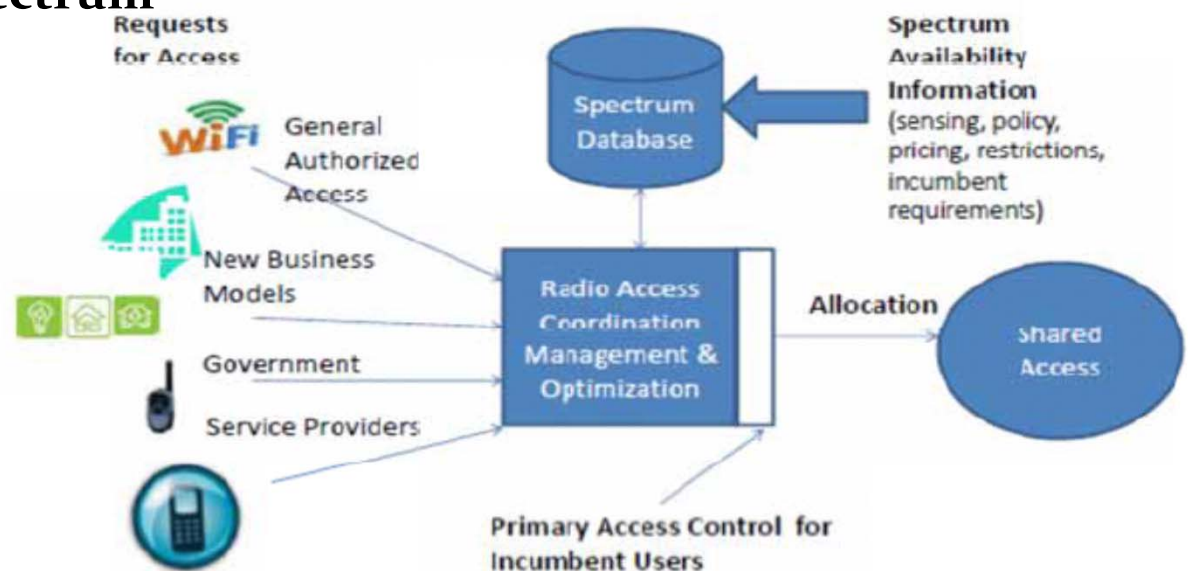 Requests
for Access
WiFi
General
Authorized
Access
New Business
Models
Government
Service Providers
Spectrum
Database
Spectrum
Availability
Information
(sensing, policy,
pricing, restrictions,
incumbent
requirements)
Radio Access
Coordination
Management &
Optimization
Allocation
Shared
Access
Primary Access Control for
Incumbent Users